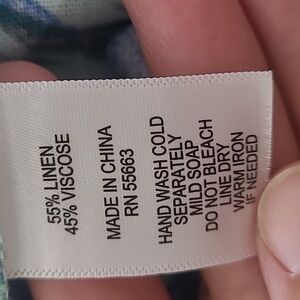 55% LINEN
45% VISCOSE
MADE IN CHINA
RN 55663
HAND WASH COLD
SEPARATELY
MILD SOAP
DO NOT BLEACH
LINE DRY
WARM IRON
IF NEEDED